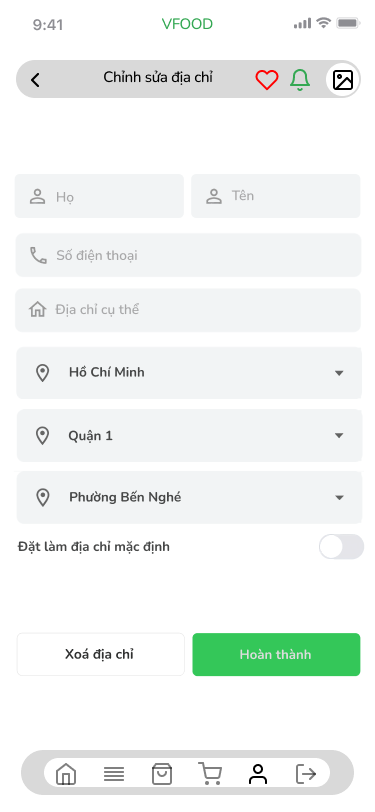 9:41
VFOOD
Chỉnh sửa địa chỉ
Họ
Tên
Số điện thoại
Địa chỉ cụ thể
Hồ Chí Minh
Quận 1
Phường Bến Nghé
Đặt làm địa chỉ mặc định
Xoá địa chỉ
Hoàn thành